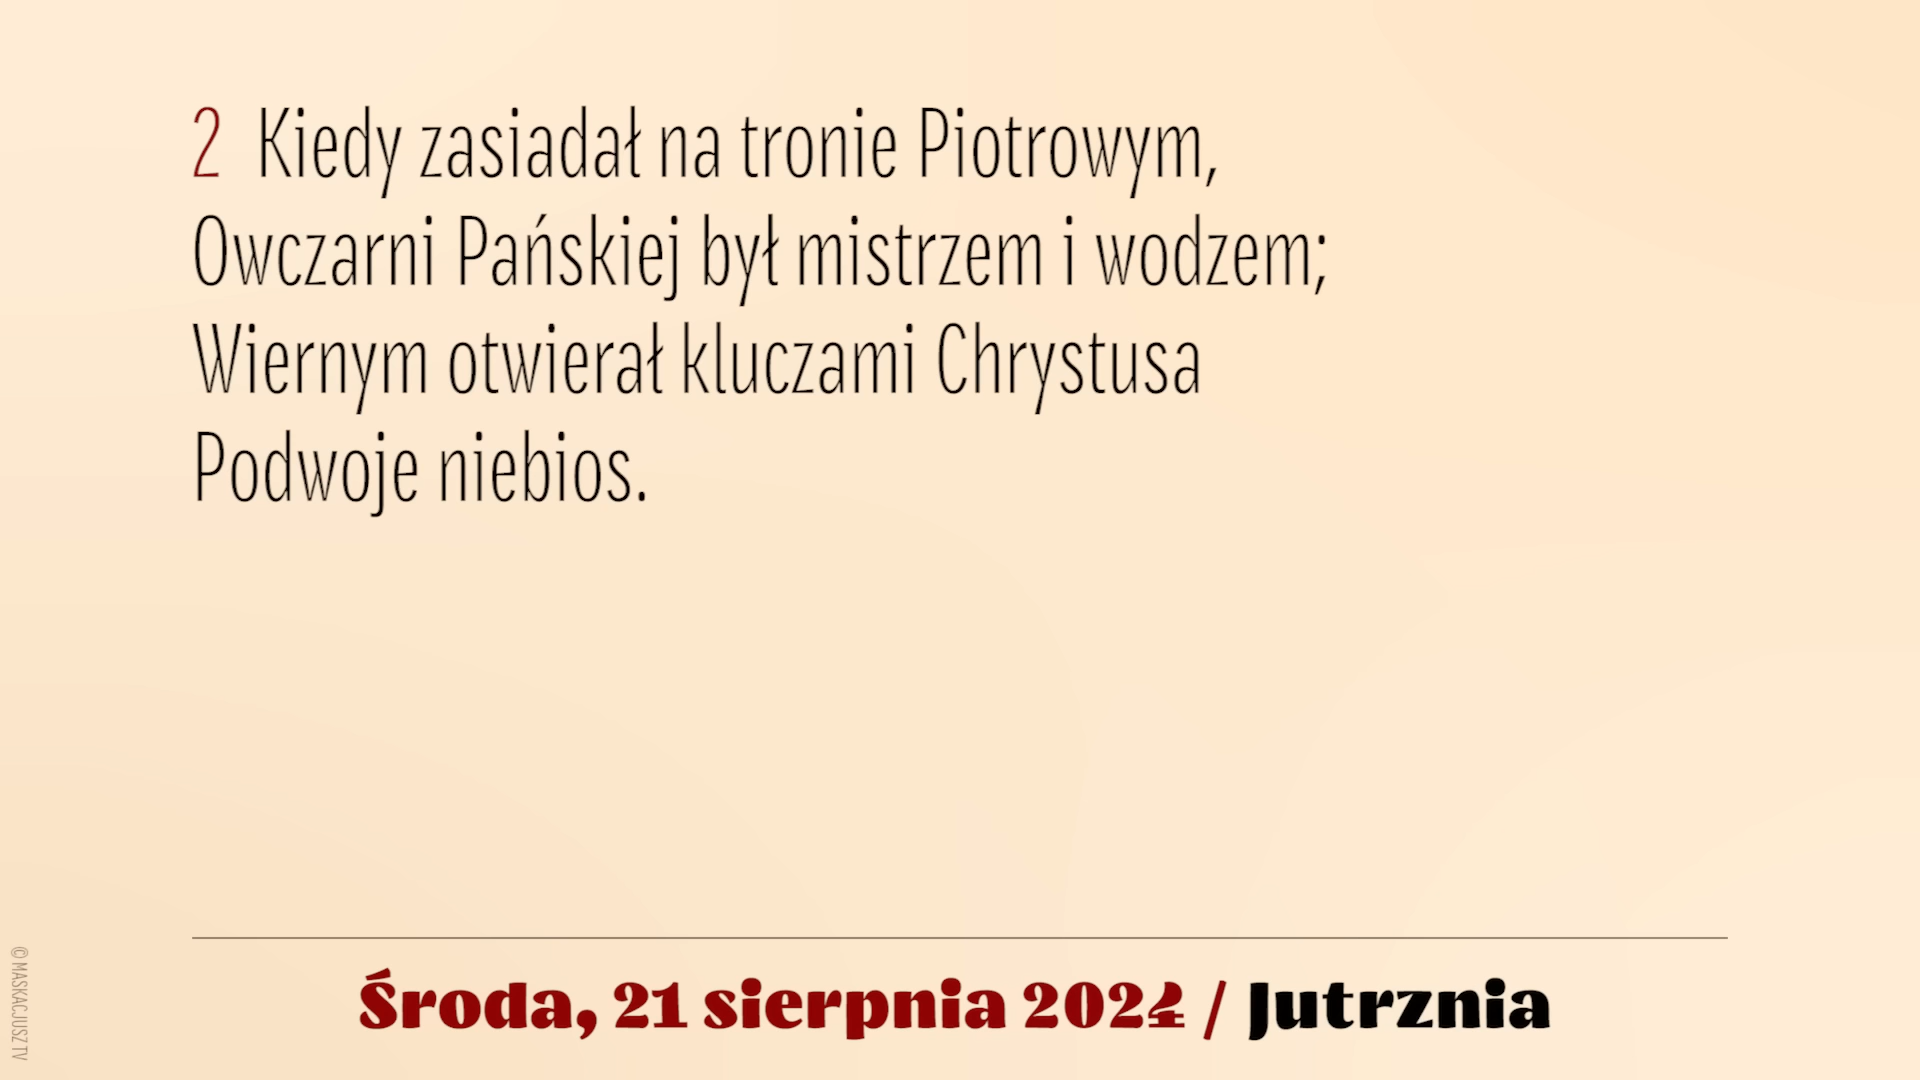 2 Kiedy zasiadał na tronie Piotrowym,
Owczarni Pańskiej był mistrzem i wodzem;
Wiernym otwierał kluczami Chrystusa
Podwoje niebios.
Środa, 21 sierpnia 2024 / Jutrznia
© MASKACJUSZ TV